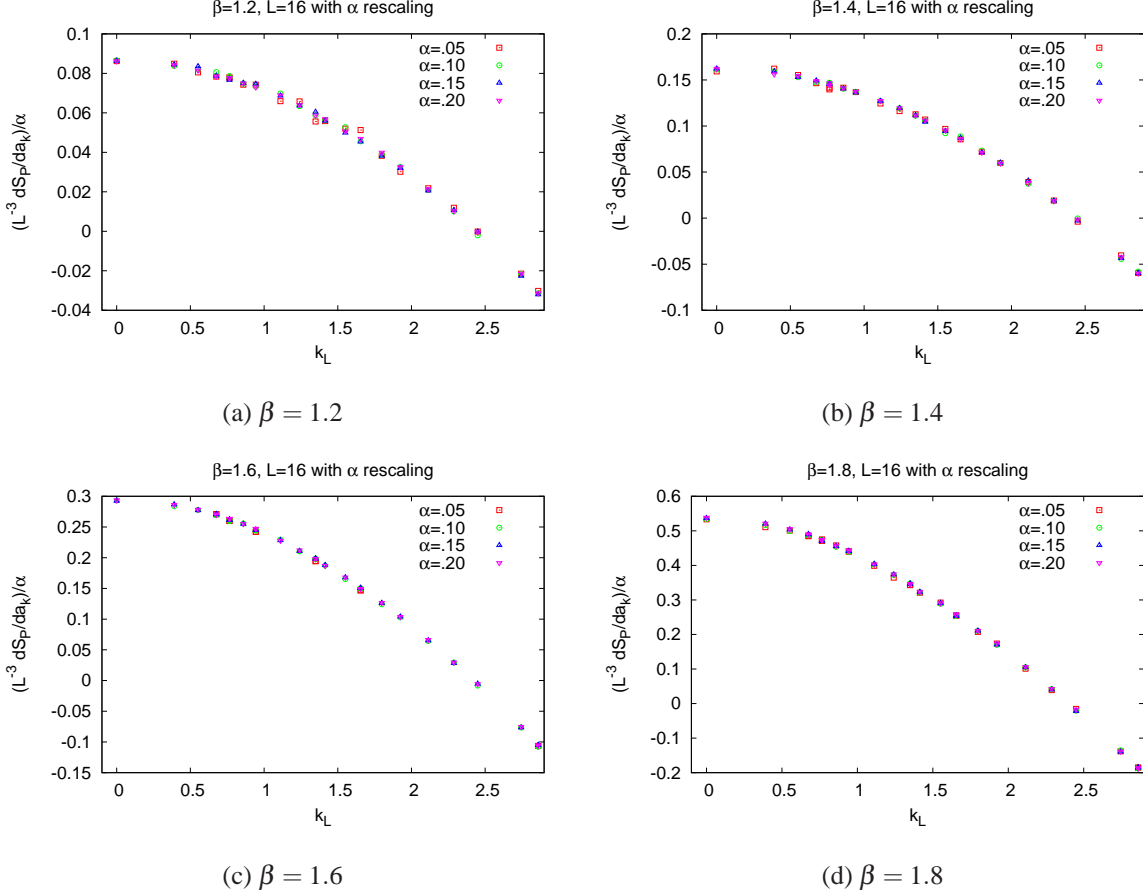 β=1.2, L=16 with α rescaling
(L⁻³ dS_P/da_k)/α
0.1
0.08
0.06
0.04
0.02
0
-0.02
-0.04
α=.05
α=.10
α=.15
α=.20
0 0.5 1 1.5 2 2.5
k_L
(a) β = 1.2
β=1.4, L=16 with α rescaling
(L⁻³ dS_P/da_k)/α
0.2
0.15
0.1
0.05
0
-0.05
-0.1
α=.05
α=.10
α=.15
α=.20
0 0.5 1 1.5 2 2.5
k_L
(b) β = 1.4
β=1.6, L=16 with α rescaling
(L⁻³ dS_P/da_k)/α
0.3
0.25
0.2
0.15
0.1
0.05
0
-0.05
-0.1
-0.15
α=.05
α=.10
α=.15
α=.20
0 0.5 1 1.5 2 2.5
k_L
(c) β = 1.6
β=1.8, L=16 with α rescaling
(L⁻³ dS_P/da_k)/α
0.6
0.5
0.4
0.3
0.2
0.1
0
-0.1
-0.2
α=.05
α=.10
α=.15
α=.20
0 0.5 1 1.5 2 2.5
k_L
(d) β = 1.8